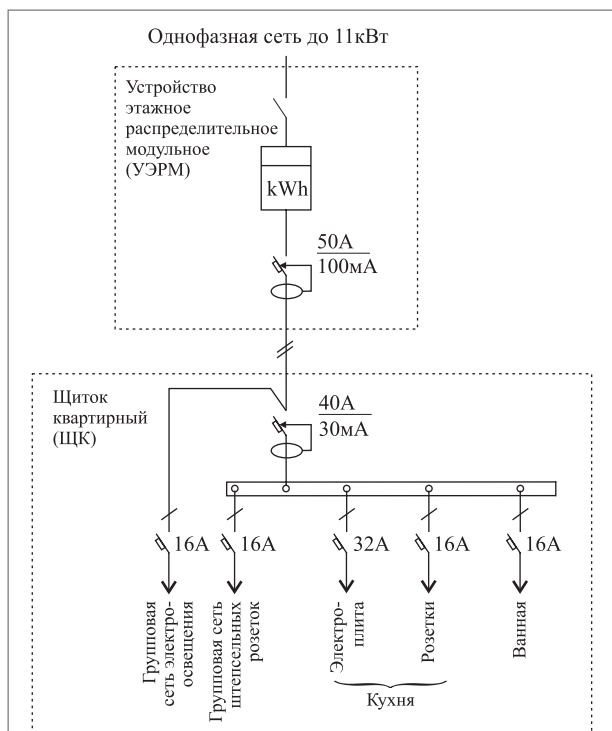 Однофазная сеть до 11кВт
Устройство
этажное
распределительное
модульное
(УЭРМ)
kWh
50А
100мА
Щиток
квартирный
(ЩК)
40А
30мА
16А
16А
32А
16А
16А
Групповая
сеть электро-
освещения
Групповая сеть
штепсельных
розеток
Электро-
плита
Розетки
Ванная
Кухня